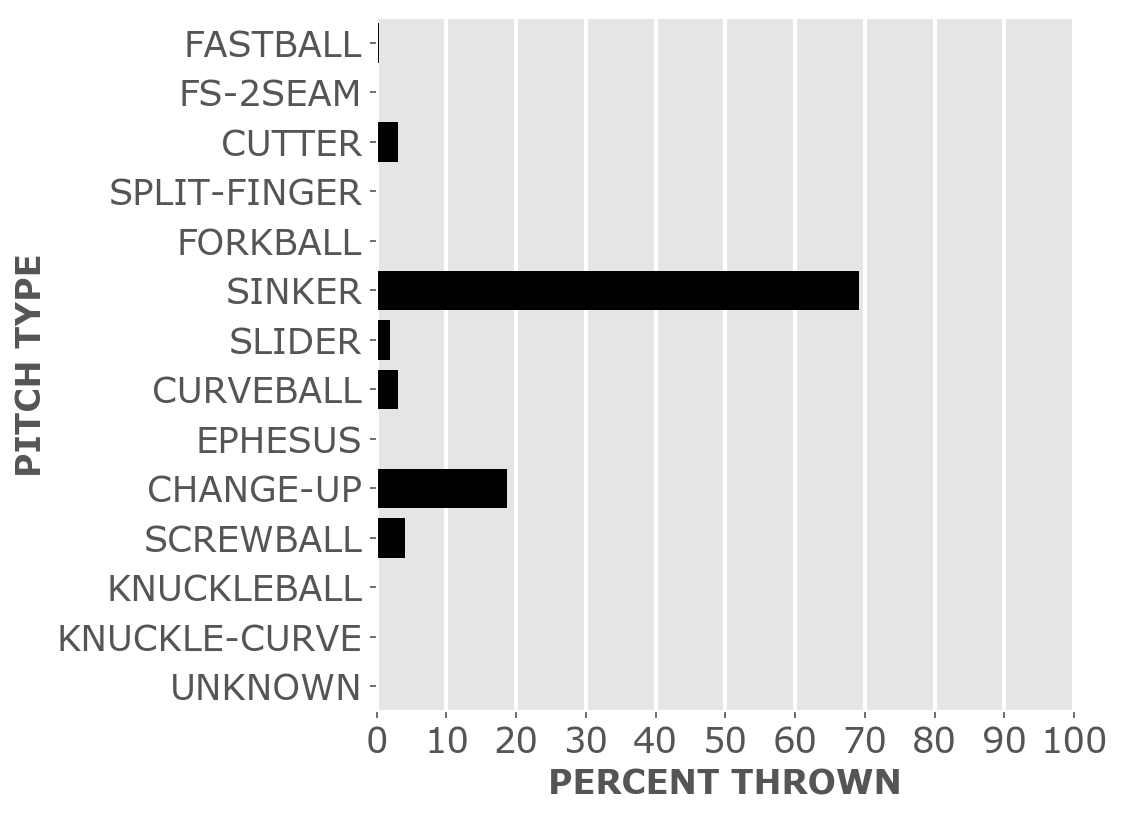 PITCH TYPE
FASTBALL
FS-2SEAM
CUTTER
SPLIT-FINGER
FORKBALL
SINKER
SLIDER
CURVEBALL
EPHESUS
CHANGE-UP
SCREWBALL
KNUCKLEBALL
KNUCKLE-CURVE
UNKNOWN
0 10 20 30 40 50 60 70 80 90 100
PERCENT THROWN